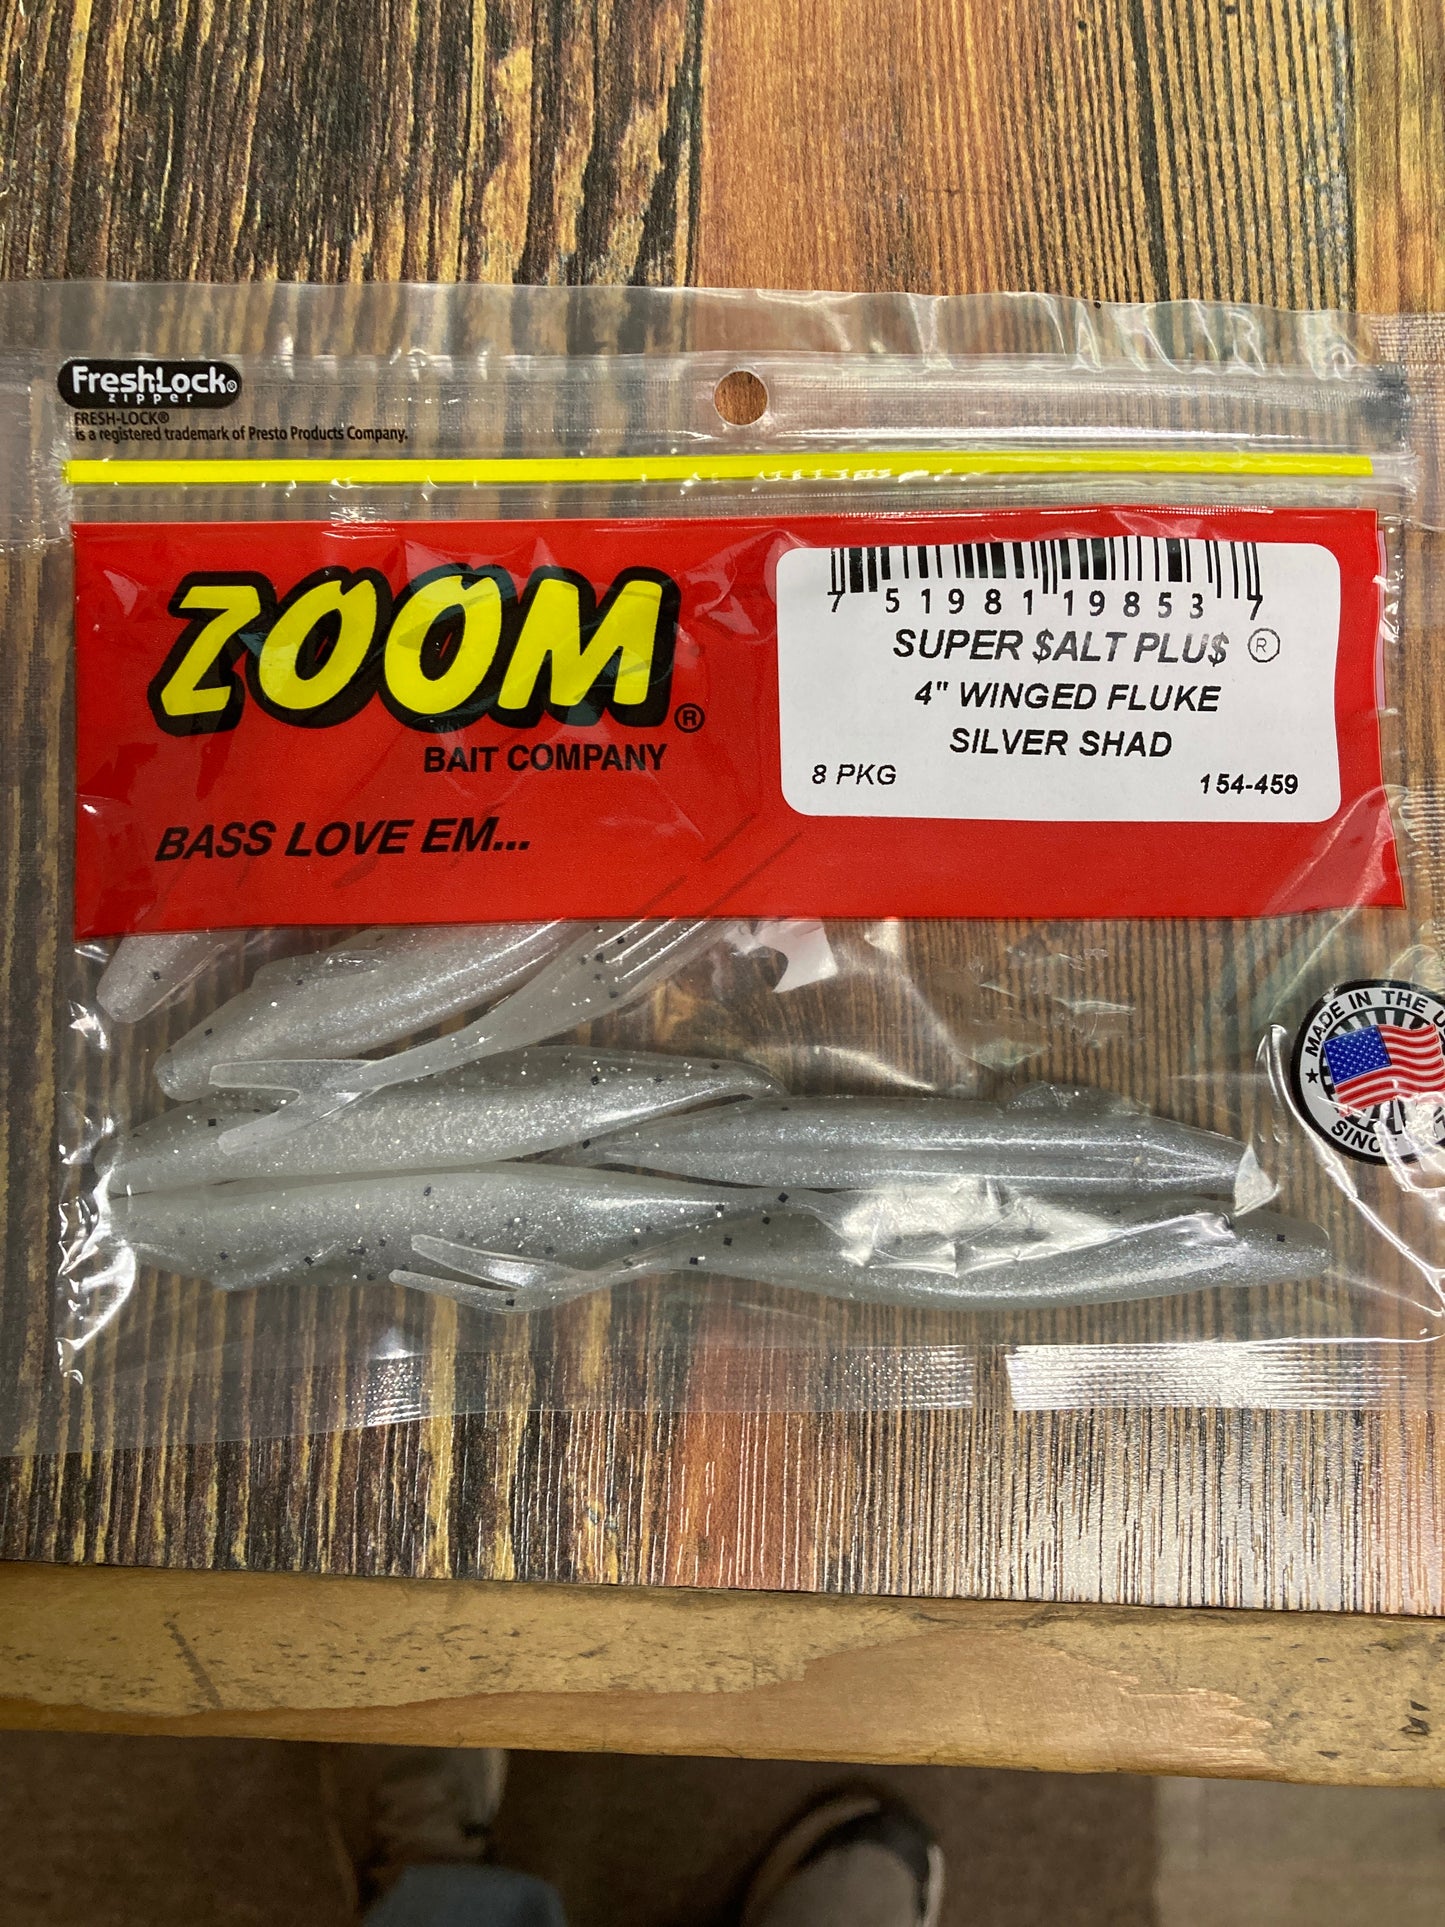 FreshLock®
zipper
FRESH-LOCK®
is a registered trademark of Presto Products Company.
ZOOM®
BAIT COMPANY
BASS LOVE EM...
7 51981 19853 7
SUPER $ALT PLU$ ®
4" WINGED FLUKE
SILVER SHAD
8 PKG 154-459
MADE IN THE
SINC